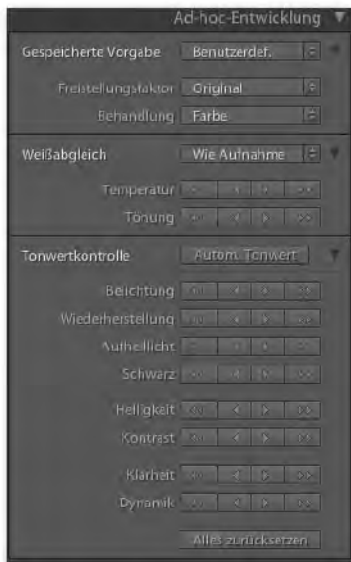 Ad-hoc-Entwicklung
Gespeicherte Vorgabe Benutzerdef.
Freistellungsfaktor Original
Behandlung Farbe
Weißabgleich Wie Aufnahme
Temperatur
Tönung
Tonwertkontrolle Autom. Tonwert
Belichtung
Wiederherstellung
Aufhelllicht
Schwarz
Helligkeit
Kontrast
Klarheit
Dynamik
Alles zurücksetzen